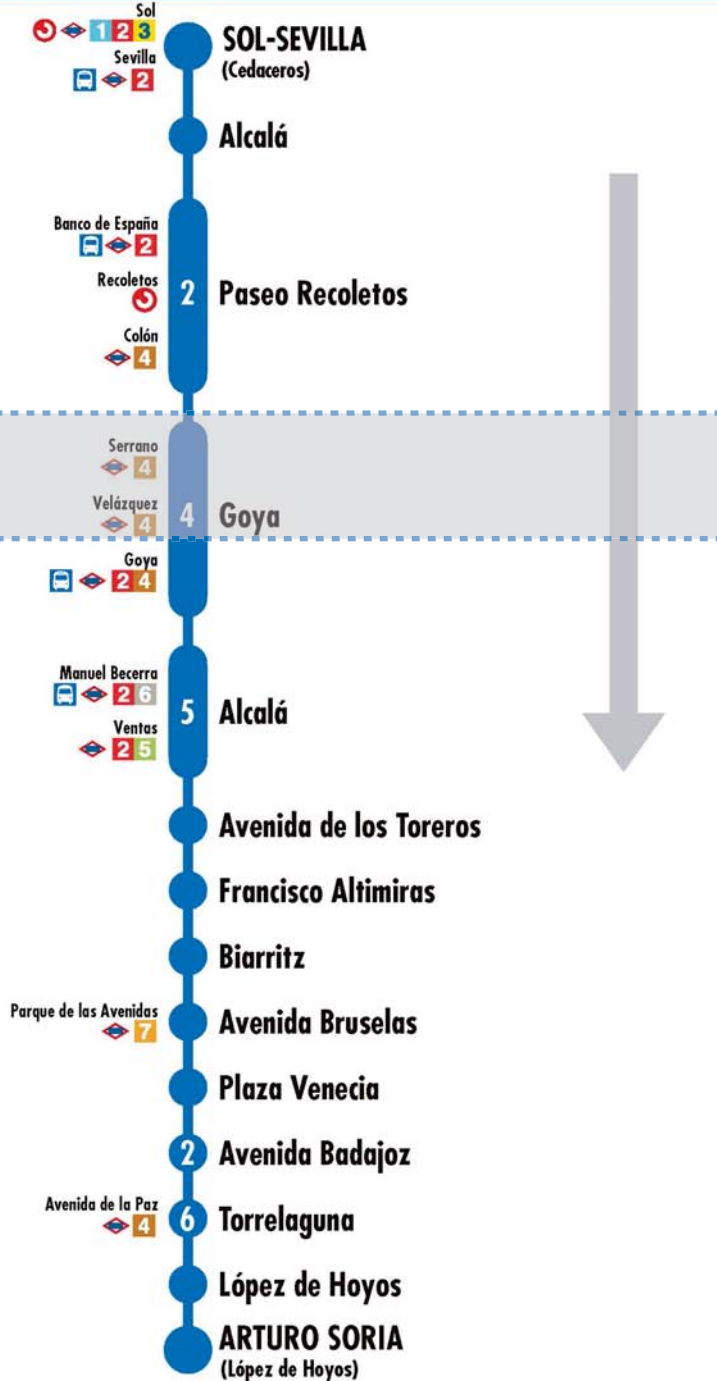 Sol
1 2 3
SOL-SEVILLA
(Cedaceros)
Sevilla
2
Alcalá
Banco de España
2
Recoletos
2 Paseo Recoletos
Colón
4
Serrano
4
Velázquez
4
4 Goya
Goya
2 4
Manuel Becerra
2 6
5 Alcalá
Ventas
2 5
Avenida de los Toreros
Francisco Altimiras
Biarritz
Parque de las Avenidas
7
Avenida Bruselas
Plaza Venecia
2 Avenida Badajoz
Avenida de la Paz
4
6 Torrelaguna
López de Hoyos
ARTURO SORIA
(López de Hoyos)